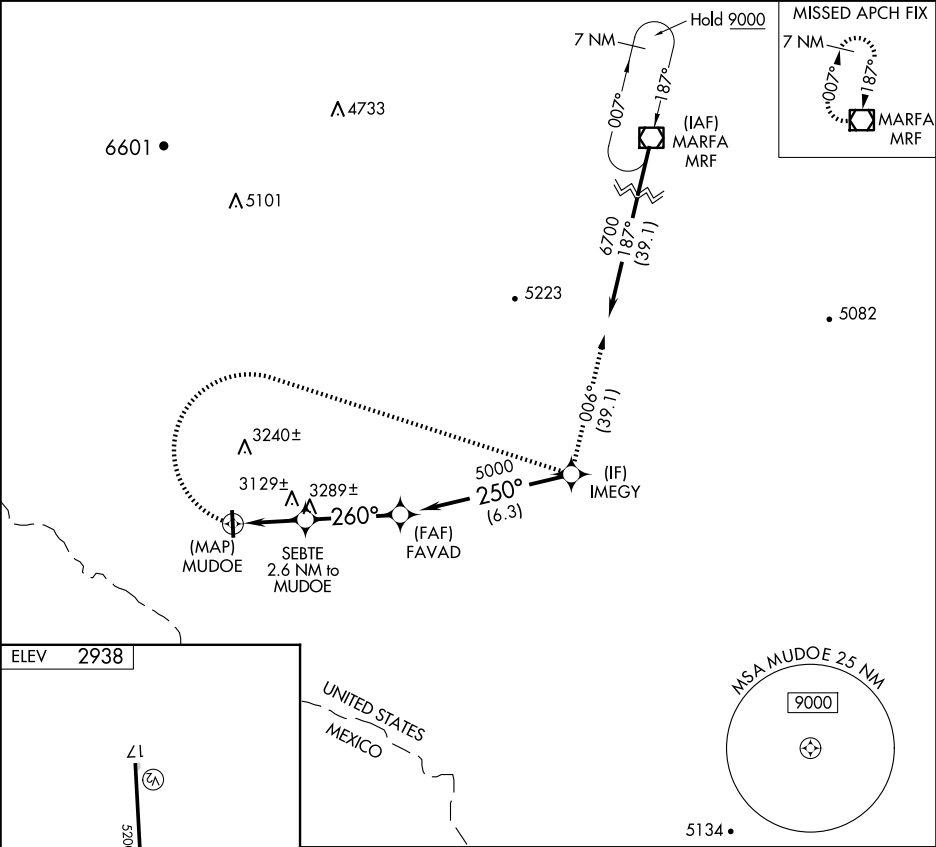 MISSED APCH FIX
7 NM
007°
187°
MARFA
MRF
Hold 9000
7 NM
007°
187°
(IAF)
MARFA
MRF
4733
6601
5101
6700
187°
(39.1)
5223
5082
006°
(39.1)
3240±
3129±
3289±
5000
250°
(6.3)
(IF)
IMEGY
260°
(FAF)
FAVAD
(MAP)
MUDOE
SEBTE
2.6 NM to
MUDOE
ELEV 2938
17
V2
520
UNITED STATES
MEXICO
MSA MUDOE 25 NM
9000
5134